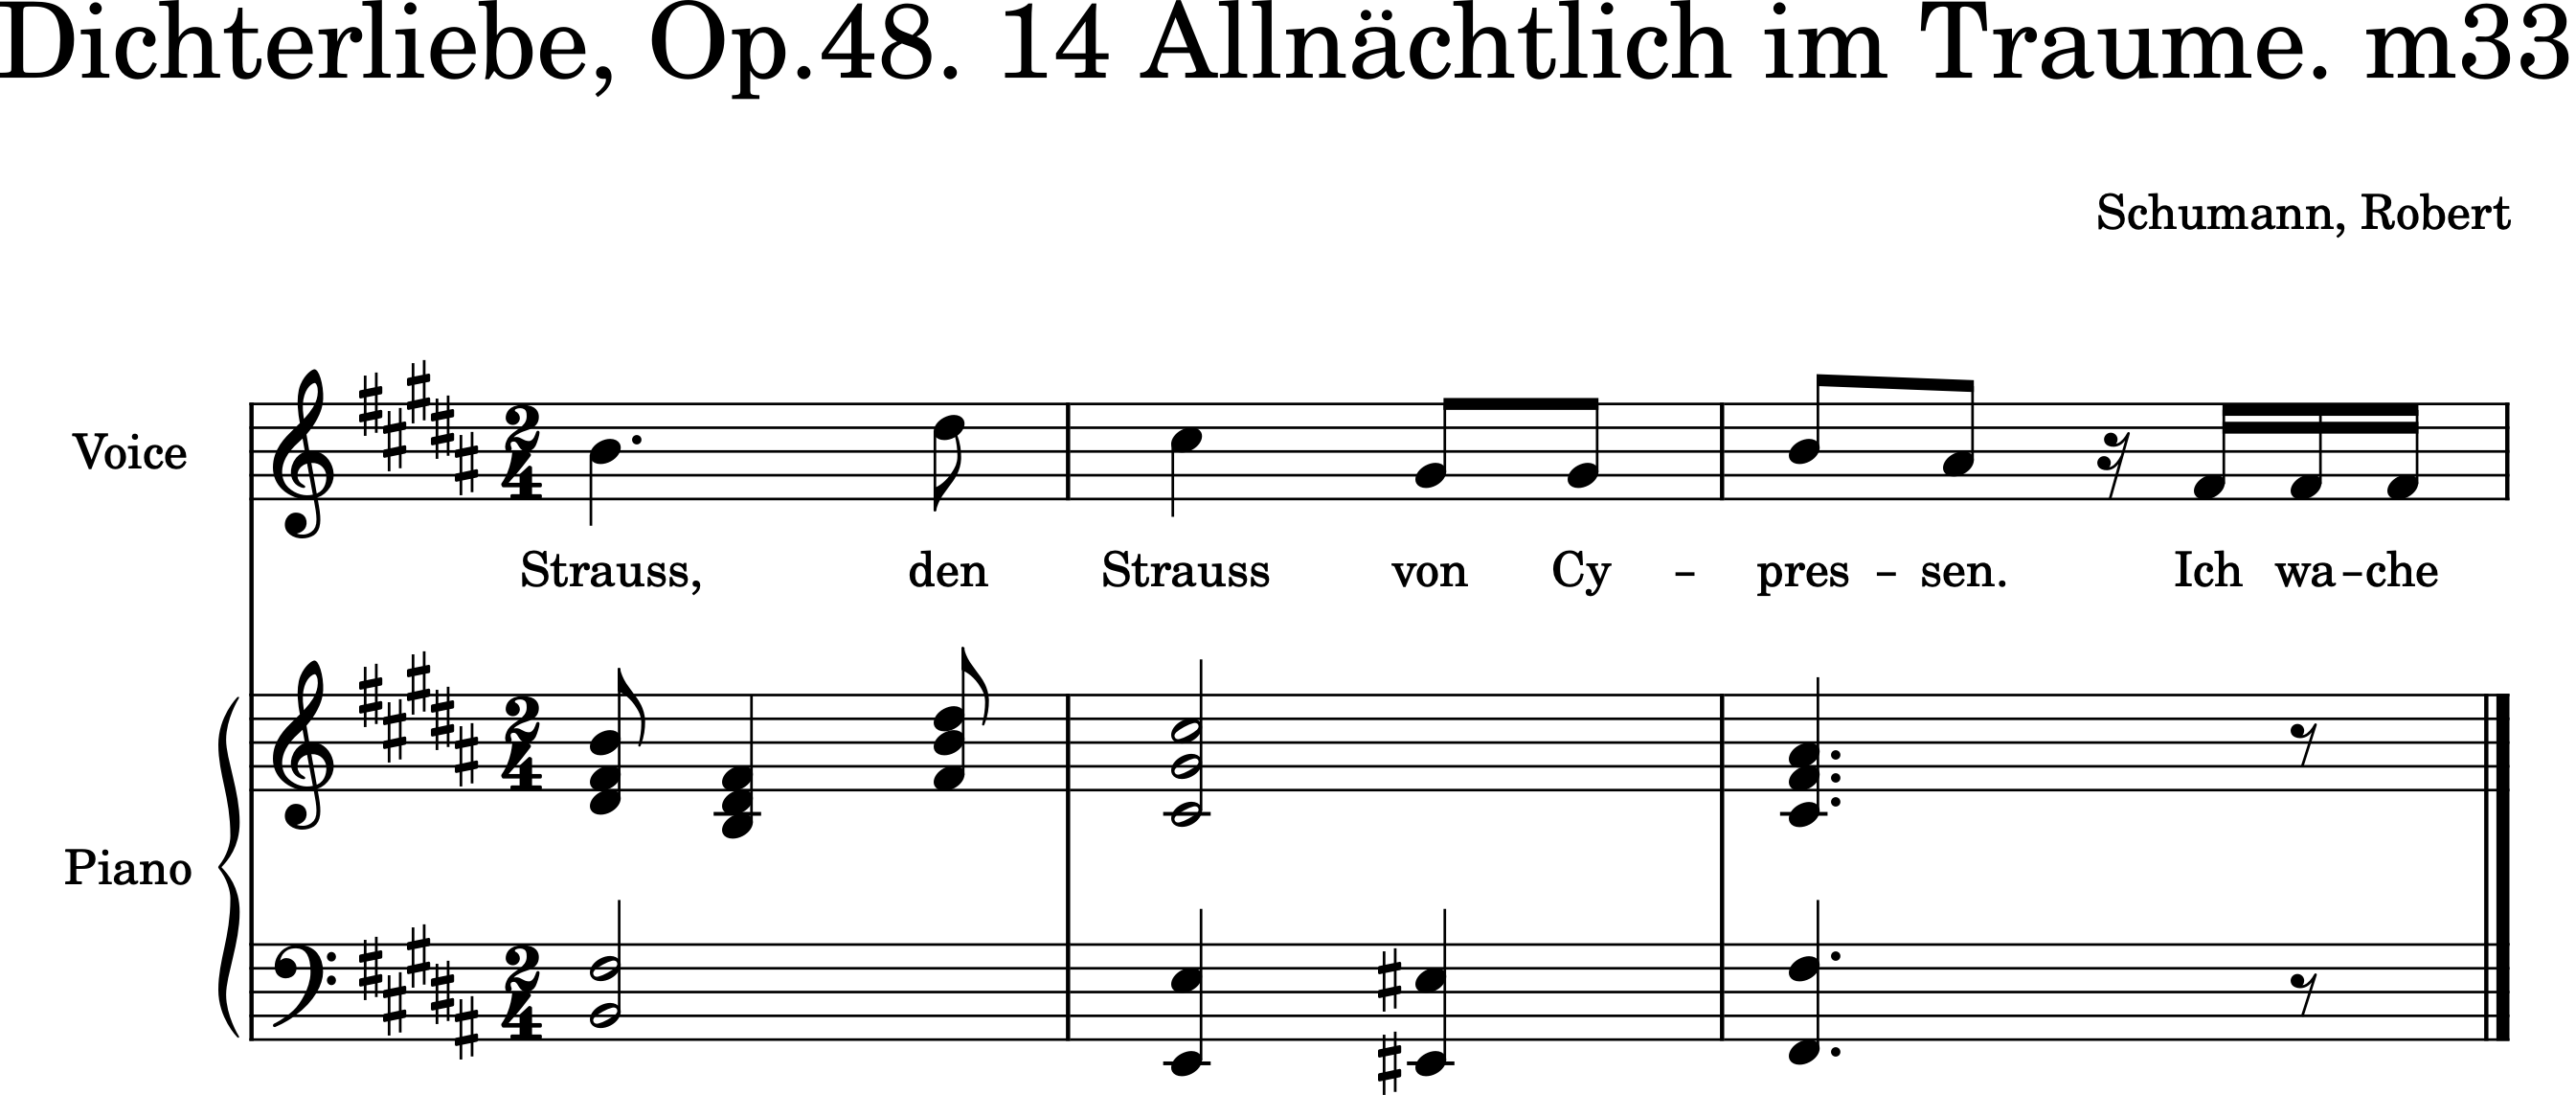 Dichterliebe, Op.48. 14 Allnächtlich im Traume. m33
Schumann, Robert
Voice
Strauss, den Strauss von Cy – pres – sen. Ich wa – che
Piano